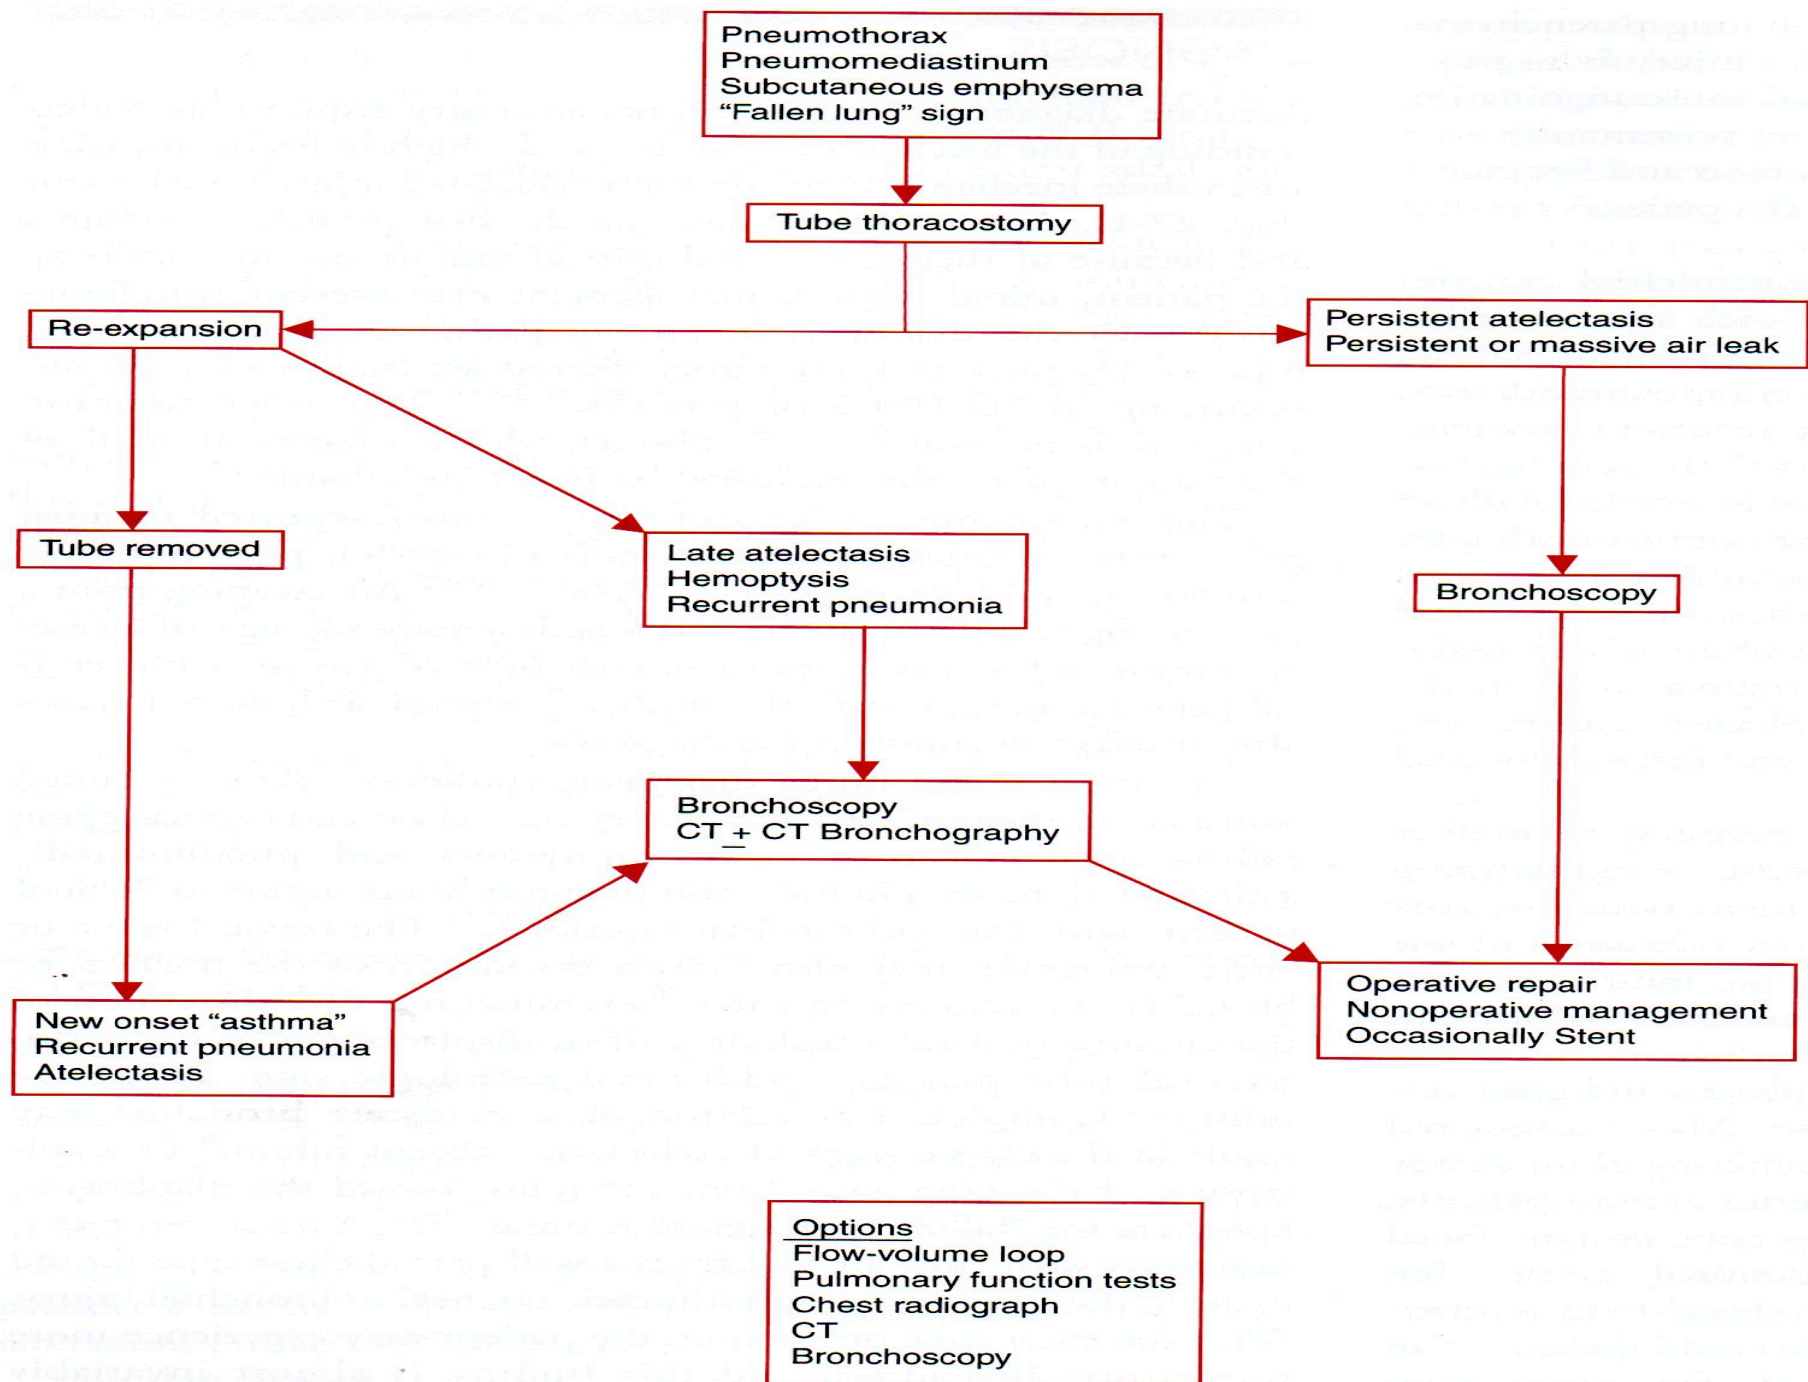 Pneumothorax
Pneumomediastinum
Subcutaneous emphysema
“Fallen lung” sign
Tube thoracostomy
Re-expansion
Persistent atelectasis
Persistent or massive air leak
Tube removed
Late atelectasis
Hemoptysis
Recurrent pneumonia
Bronchoscopy
Bronchoscopy
CT ± CT Bronchography
New onset “asthma”
Recurrent pneumonia
Atelectasis
Operative repair
Nonoperative management
Occasionally Stent
Options
Flow-volume loop
Pulmonary function tests
Chest radiograph
CT
Bronchoscopy